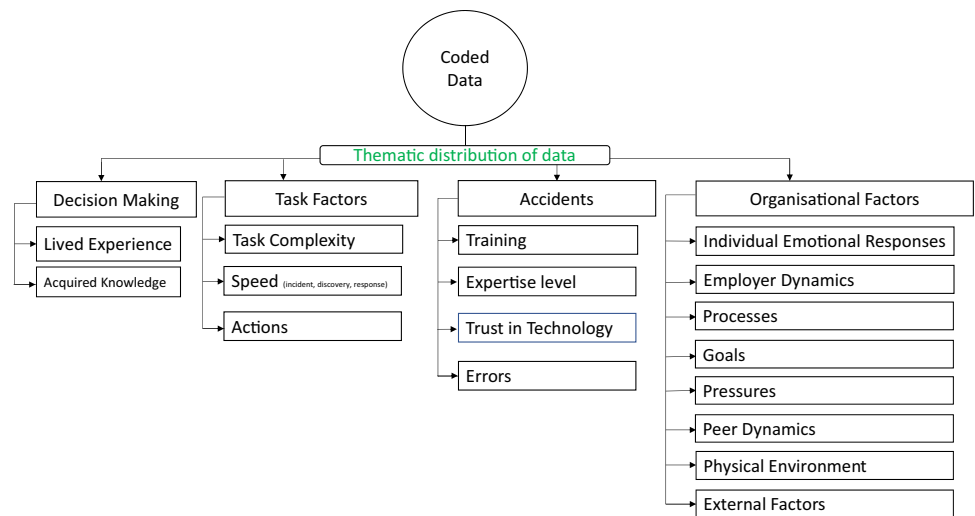 Coded
Data
Thematic distribution of data
Decision Making
Lived Experience
Acquired Knowledge
Task Factors
Task Complexity
Speed (incident, discovery, response)
Actions
Accidents
Training
Expertise level
Trust in Technology
Errors
Organisational Factors
Individual Emotional Responses
Employer Dynamics
Processes
Goals
Pressures
Peer Dynamics
Physical Environment
External Factors